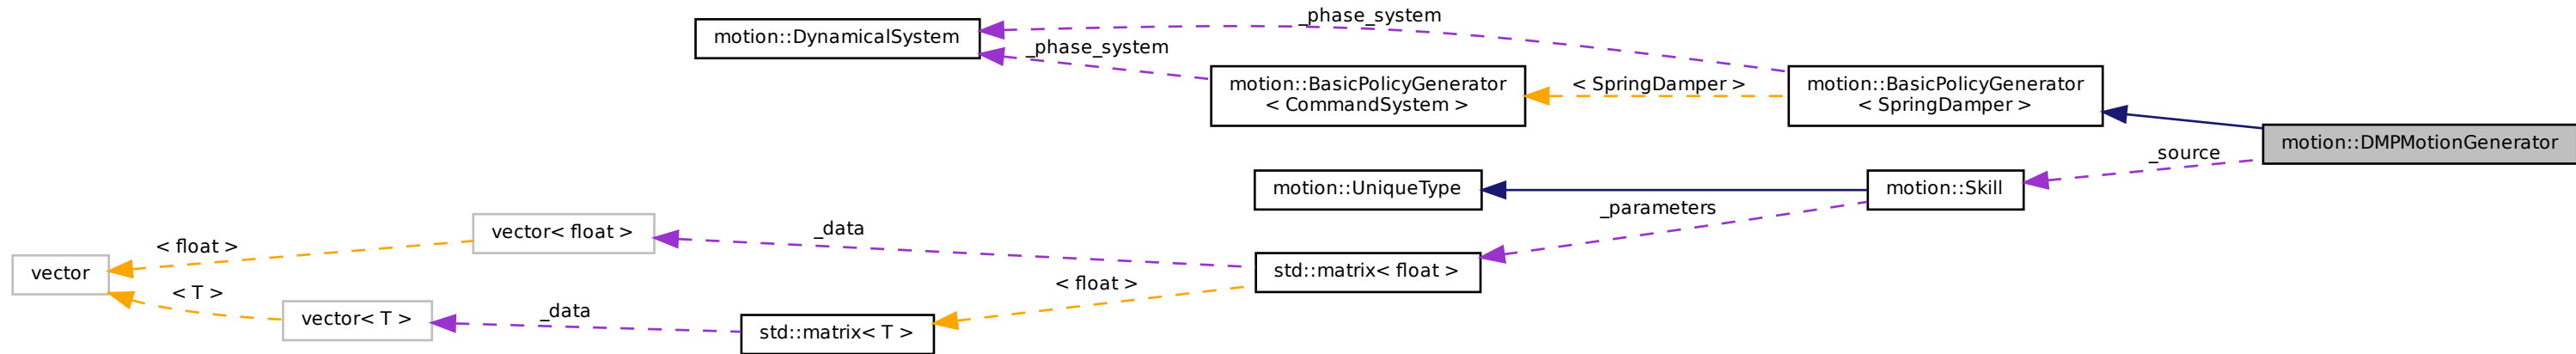 _phase_system
motion::DynamicalSystem
_phase_system
motion::BasicPolicyGenerator
< CommandSystem >
< SpringDamper >
motion::BasicPolicyGenerator
< SpringDamper >
motion::DMPMotionGenerator
_source
motion::UniqueType
motion::Skill
_parameters
vector< float >
_data
< float >
vector
std::matrix< float >
< T >
< float >
vector< T >
_data
std::matrix< T >